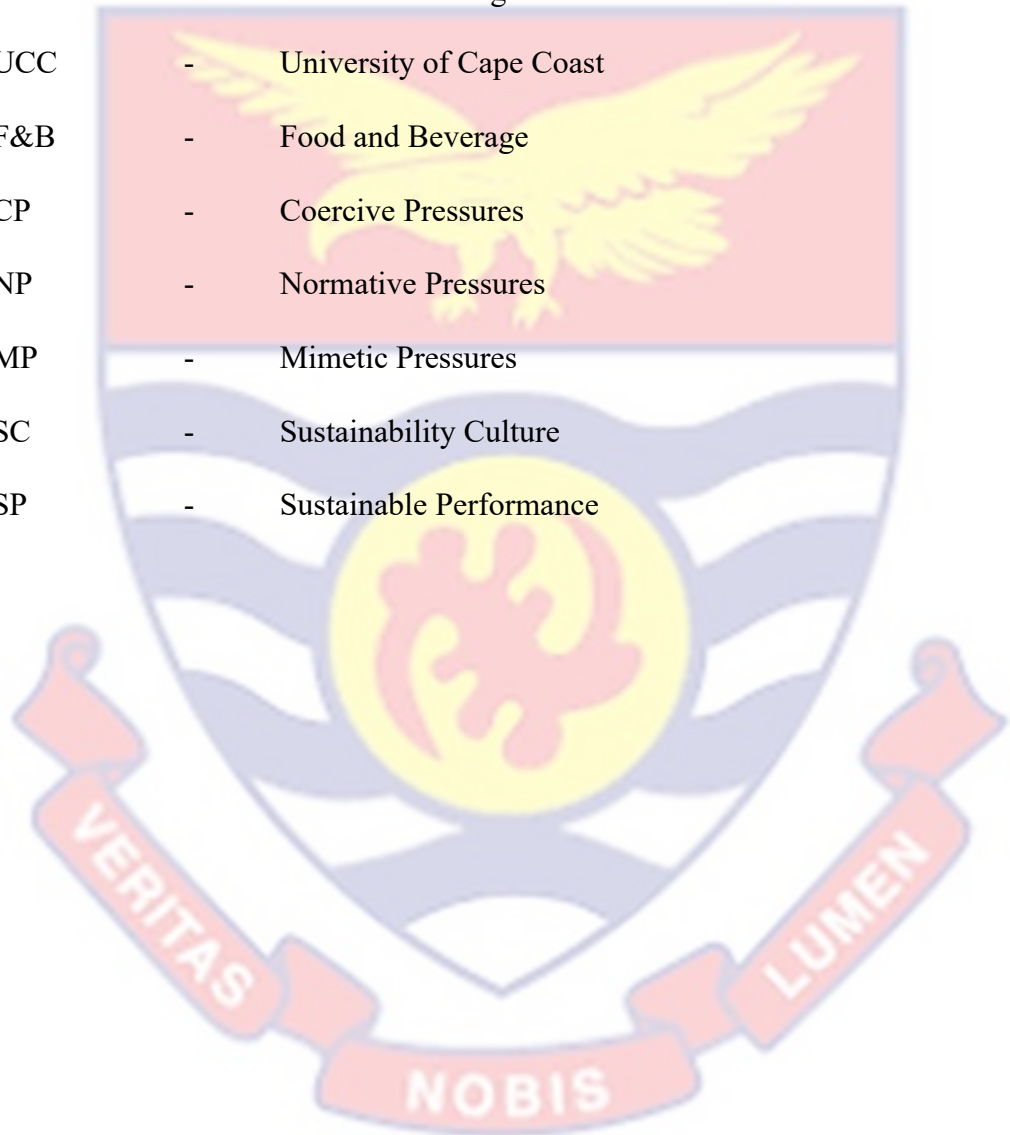 UCC - University of Cape Coast
F&B - Food and Beverage
CP - Coercive Pressures
NP - Normative Pressures
MP - Mimetic Pressures
SC - Sustainability Culture
SP - Sustainable Performance
VERITAS
NOBIS
LUMEN